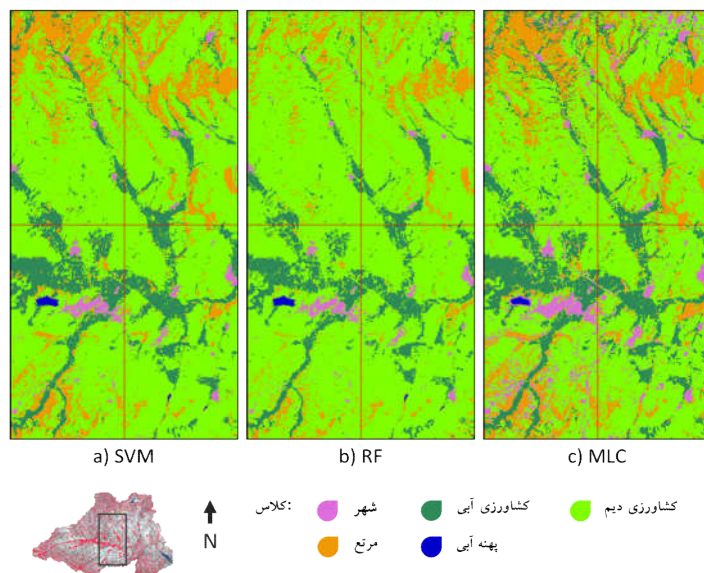 a) SVM
b) RF
c) MLC
N
کلاس:
شهر
کشاورزی آبی
کشاورزی دیم
مرتع
پهنه آبی